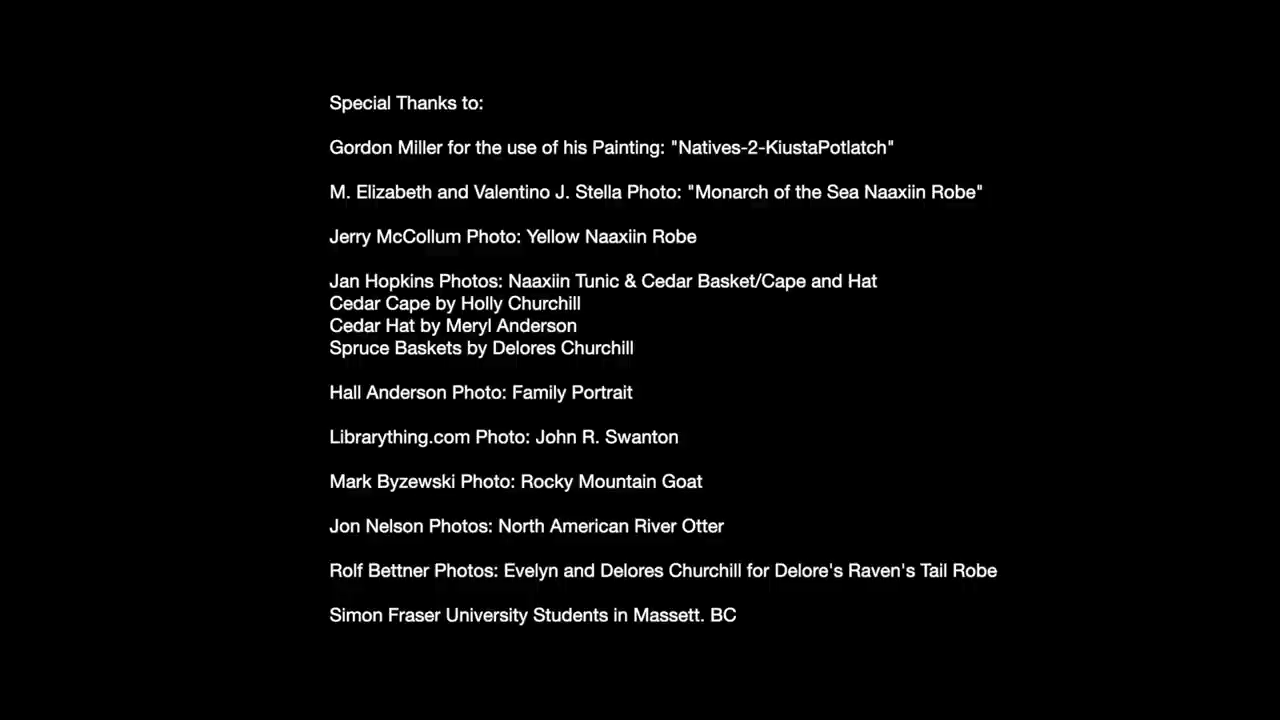 Special Thanks to:
Gordon Miller for the use of his Painting: "Natives-2-KiustaPotlatch"
M. Elizabeth and Valentino J. Stella Photo: "Monarch of the Sea Naaxiin Robe"
Jerry McCollum Photo: Yellow Naaxiin Robe
Jan Hopkins Photos: Naaxiin Tunic & Cedar Basket/Cape and Hat
Cedar Cape by Holly Churchill
Cedar Hat by Meryl Anderson
Spruce Baskets by Delores Churchill
Hall Anderson Photo: Family Portrait
Librarything.com Photo: John R. Swanton
Mark Byzewski Photo: Rocky Mountain Goat
Jon Nelson Photos: North American River Otter
Rolf Bettner Photos: Evelyn and Delores Churchill for Delore's Raven's Tail Robe
Simon Fraser University Students in Massett. BC